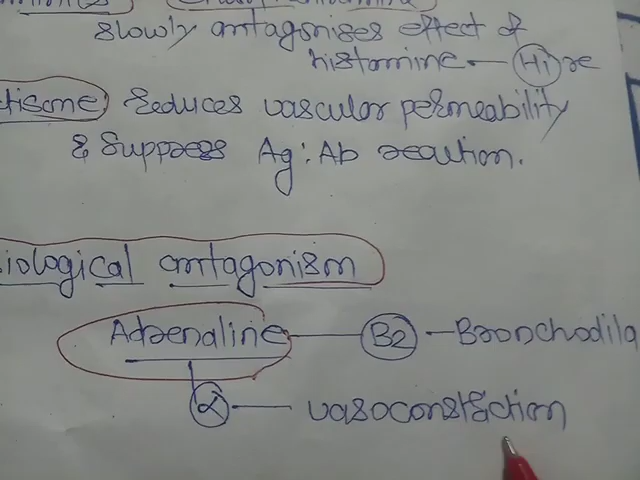 slowly antagonises effect of
histamine — H1 re
tisone reduces vascular permeability
& suppress Ag: Ab reaction.
iological antagonism
Adrenaline — B2 — Bronchodila
α — vasoconstriction